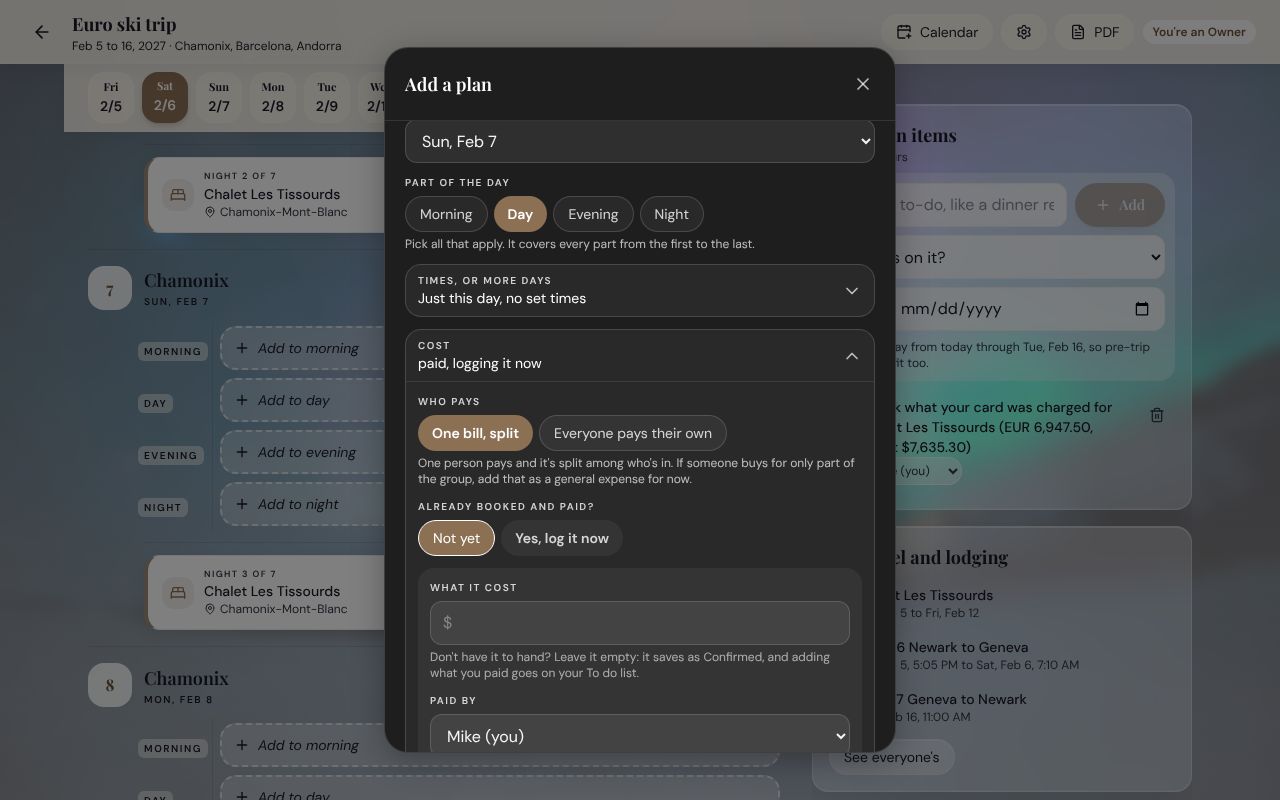 Euro ski trip
Feb 5 to 16, 2027 · Chamonix, Barcelona, Andorra
Calendar
PDF
You're an Owner
Fri
2/5
Sat
2/6
Sun
2/7
Mon
2/8
Tue
2/9
NIGHT 2 OF 7
Chalet Les Tissourds
Chamonix-Mont-Blanc
7
Chamonix
SUN, FEB 7
MORNING
+ Add to morning
DAY
+ Add to day
EVENING
+ Add to evening
NIGHT
+ Add to night
NIGHT 3 OF 7
Chalet Les Tissourds
Chamonix-Mont-Blanc
8
Chamonix
MON, FEB 8
MORNING
+ Add to morning
DAY
+ Add to day
Add a plan
Sun, Feb 7
PART OF THE DAY
Morning
Day
Evening
Night
Pick all that apply. It covers every part from the first to the last.
TIMES, OR MORE DAYS
Just this day, no set times
COST
paid, logging it now
WHO PAYS
One bill, split
Everyone pays their own
One person pays and it's split among who's in. If someone buys for only part of
the group, add that as a general expense for now.
ALREADY BOOKED AND PAID?
Not yet
Yes, log it now
WHAT IT COST
$
Don't have it to hand? Leave it empty: it saves as Confirmed, and adding
what you paid goes on your To do list.
PAID BY
Mike (you)
items
to-do, like a dinner
+ Add
on it?
mm/dd/yyyy
from today through Tue, Feb 16, so pre-trip
fit too.
what your card was charged for
Les Tissourds (EUR 6,947.50,
$7,635.30)
(you)
and lodging
Les Tissourds
5 to Fri, Feb 12
Newark to Geneva
5, 5:05 PM to Sat, Feb 6, 7:10 AM
Geneva to Newark
16, 11:00 AM
See everyone's